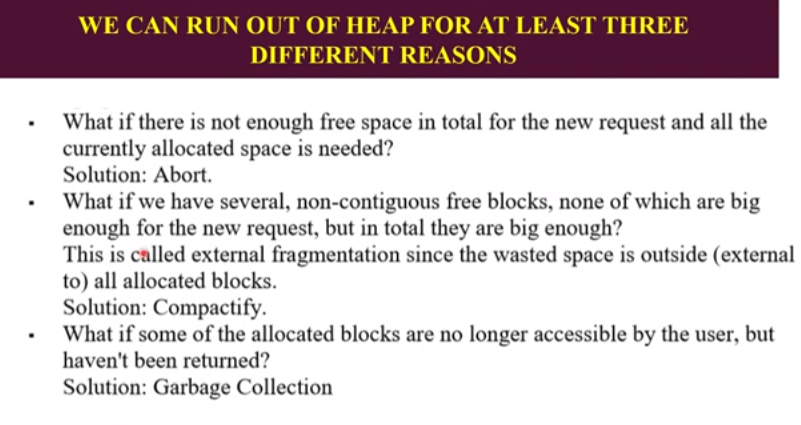 WE CAN RUN OUT OF HEAP FOR AT LEAST THREE
DIFFERENT REASONS
▪ What if there is not enough free space in total for the new request and all the
currently allocated space is needed?
Solution: Abort.
▪ What if we have several, non-contiguous free blocks, none of which are big
enough for the new request, but in total they are big enough?
This is called external fragmentation since the wasted space is outside (external
to) all allocated blocks.
Solution: Compactify.
▪ What if some of the allocated blocks are no longer accessible by the user, but
haven't been returned?
Solution: Garbage Collection